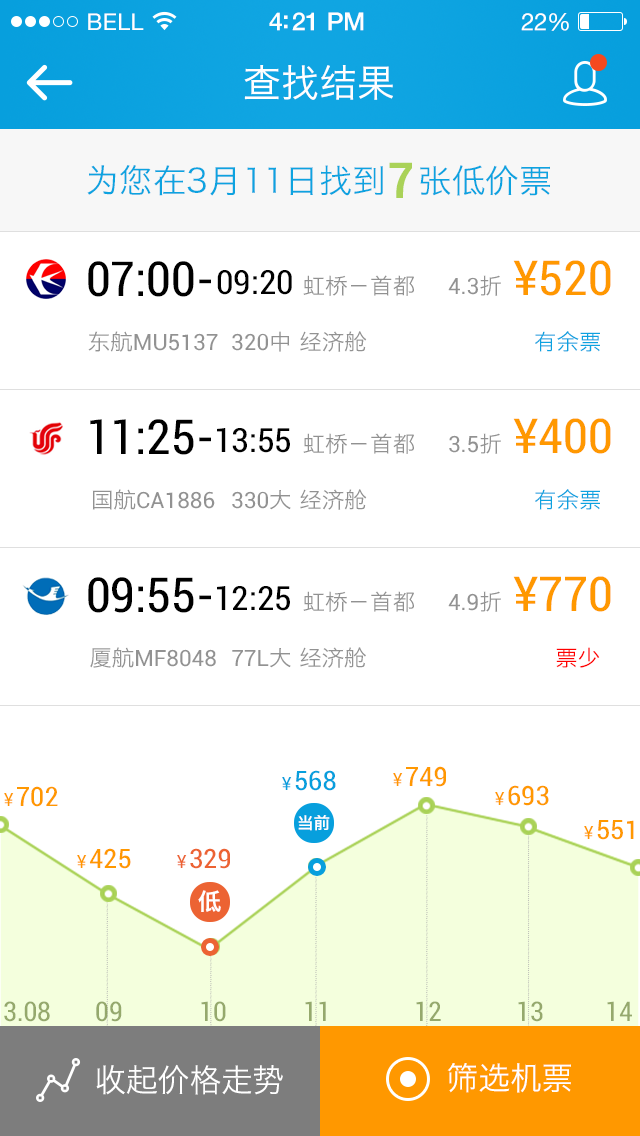 BELL 4:21 PM 22%
查找结果
为您在3月11日找到7张低价票
07:00-09:20 虹桥－首都 4.3折 ¥520
东航MU5137 320中 经济舱 有余票
11:25-13:55 虹桥－首都 3.5折 ¥400
国航CA1886 330大 经济舱 有余票
09:55-12:25 虹桥－首都 4.9折 ¥770
厦航MF8048 77L大 经济舱 票少
¥702 ¥425 ¥329 ¥568 ¥749 ¥693 ¥551
低 当前
3.08 09 10 11 12 13 14
收起价格走势 筛选机票